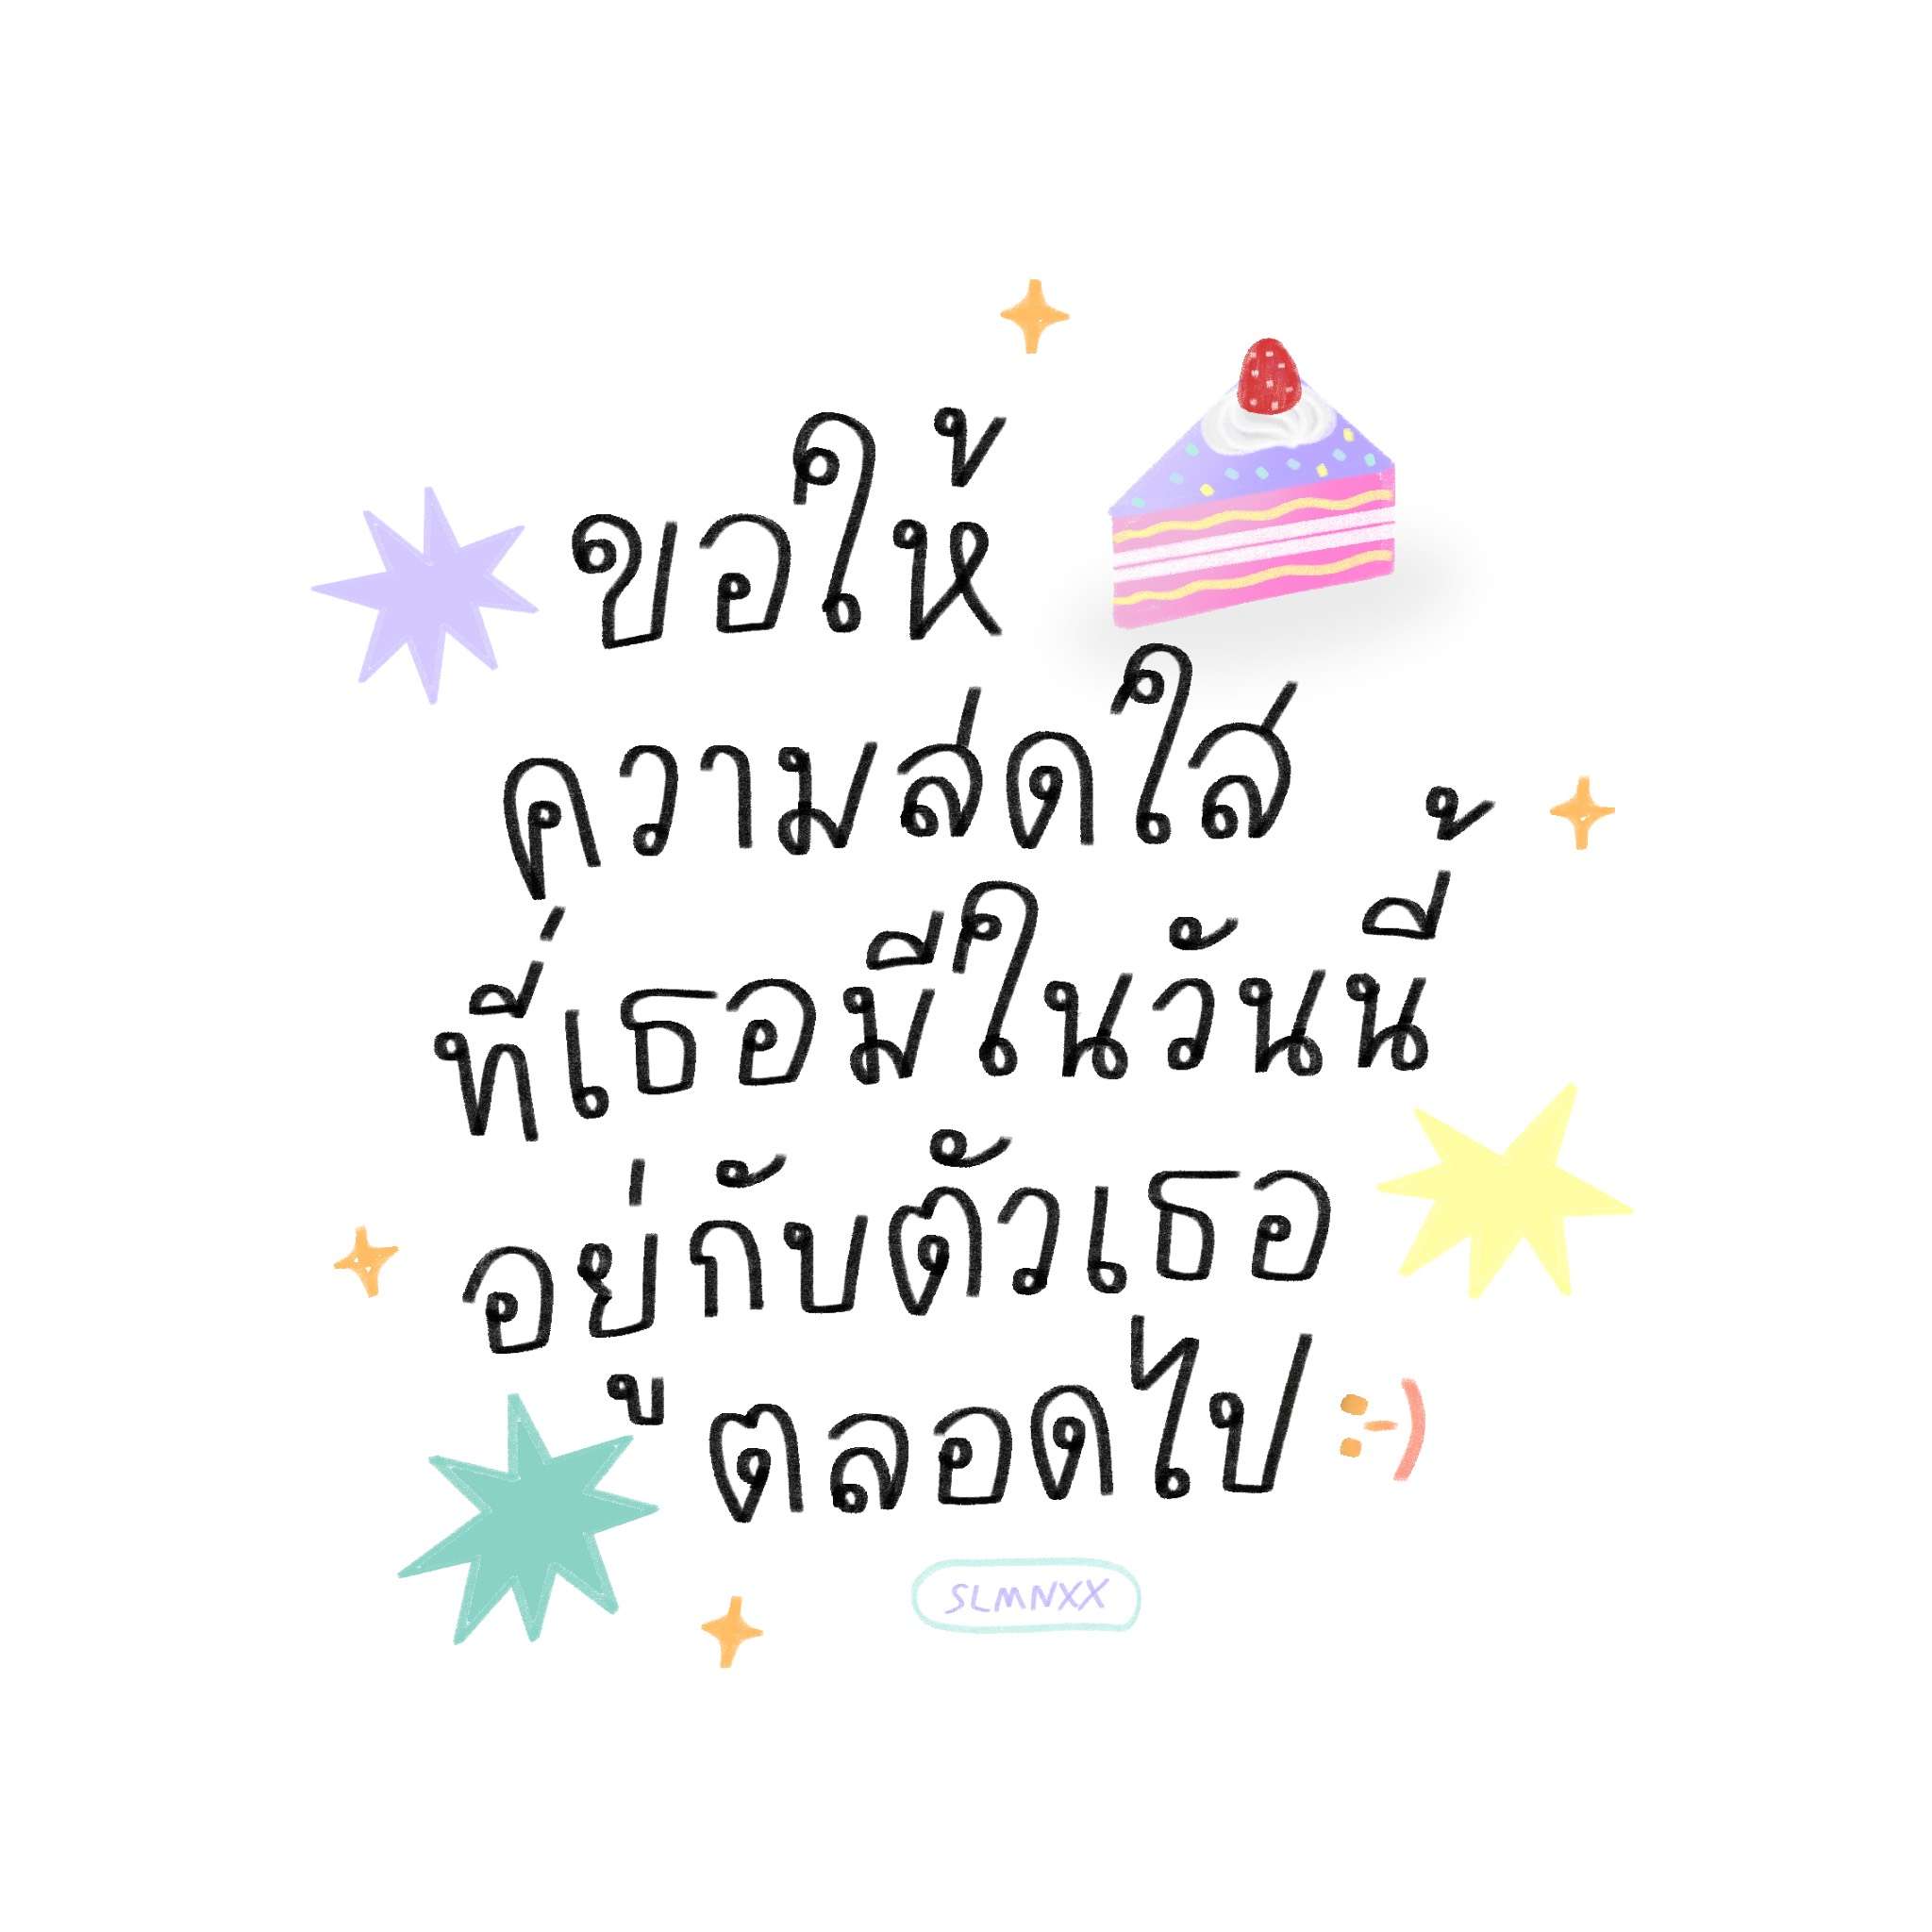 ขอให้
ความสดใส
ที่เธอมีในวันนี้
อยู่กับตัวเธอ
ตลอดไป :-)
SLMNXX